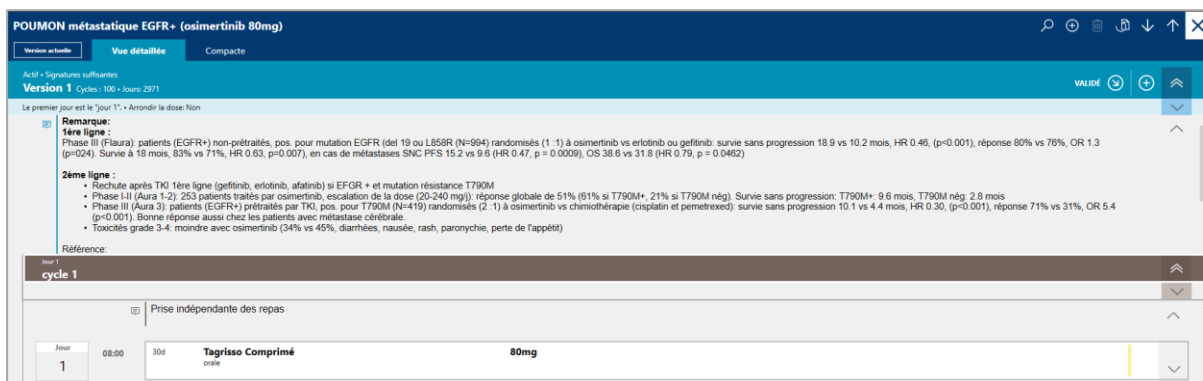 POUMON métastatique EGFR+ (osimertinib 80mg)
Version actuelle Vue détaillée Compacte
Actif • Signatures suffisantes
Version 1 Cycles : 100 • Jours: 2971
VALIDÉ
Le premier jour est le "jour 1". • Arrondir la dose: Non
Remarque:
1ère ligne :
Phase III (Flaura): patients (EGFR+) non-prétraités, pos. pour mutation EGFR (del 19 ou L858R (N=994) randomisés (1 :1) à osimertinib vs erlotinib ou gefitinib: survie sans progression 18.9 vs 10.2 mois, HR 0.46, (p<0.001), réponse 80% vs 76%, OR 1.3
(p=024). Survie à 18 mois, 83% vs 71%, HR 0.63, p=0.007), en cas de métastases SNC PFS 15.2 vs 9.6 (HR 0.47, p = 0.0009), OS 38.6 vs 31.8 (HR 0.79, p = 0.0462)
2ème ligne :
• Rechute après TKI 1ère ligne (gefitinib, erlotinib, afatinib) si EFGR + et mutation résistance T790M
• Phase I-II (Aura 1-2): 253 patients traités par osimertinib, escalation de la dose (20-240 mg/j): réponse globale de 51% (61% si T790M+, 21% si T790M nég). Survie sans progression: T790M+: 9.6 mois, T790M nég: 2.8 mois
• Phase III (Aura 3): patients (EGFR+) prétraités par TKI, pos. pour T790M (N=419) randomisés (2 :1) à osimertinib vs chimiothérapie (cisplatin et pemetrexed): survie sans progression 10.1 vs 4.4 mois, HR 0.30, (p<0.001), réponse 71% vs 31%, OR 5.4
(p<0.001). Bonne réponse aussi chez les patients avec métastase cérébrale.
• Toxicités grade 3-4: moindre avec osimertinib (34% vs 45%, diarrhées, nausée, rash, paronychie, perte de l'appétit)
Référence:
Jour 1
cycle 1
Prise indépendante des repas
Jour
1
08:00
30d
Tagrisso Comprimé 80mg
orale